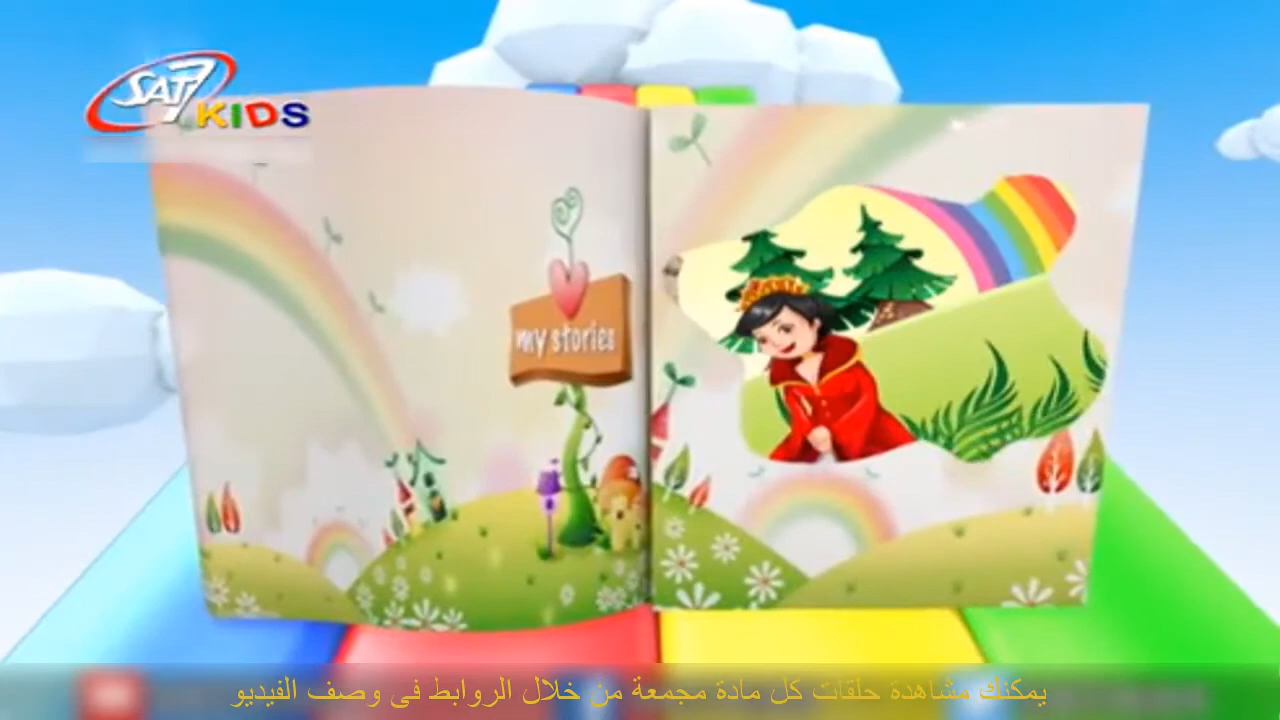 SAT7
KIDS
my stories
يمكنك مشاهدة حلقات كل مادة مجمعة من خلال الروابط فى وصف الفيديو